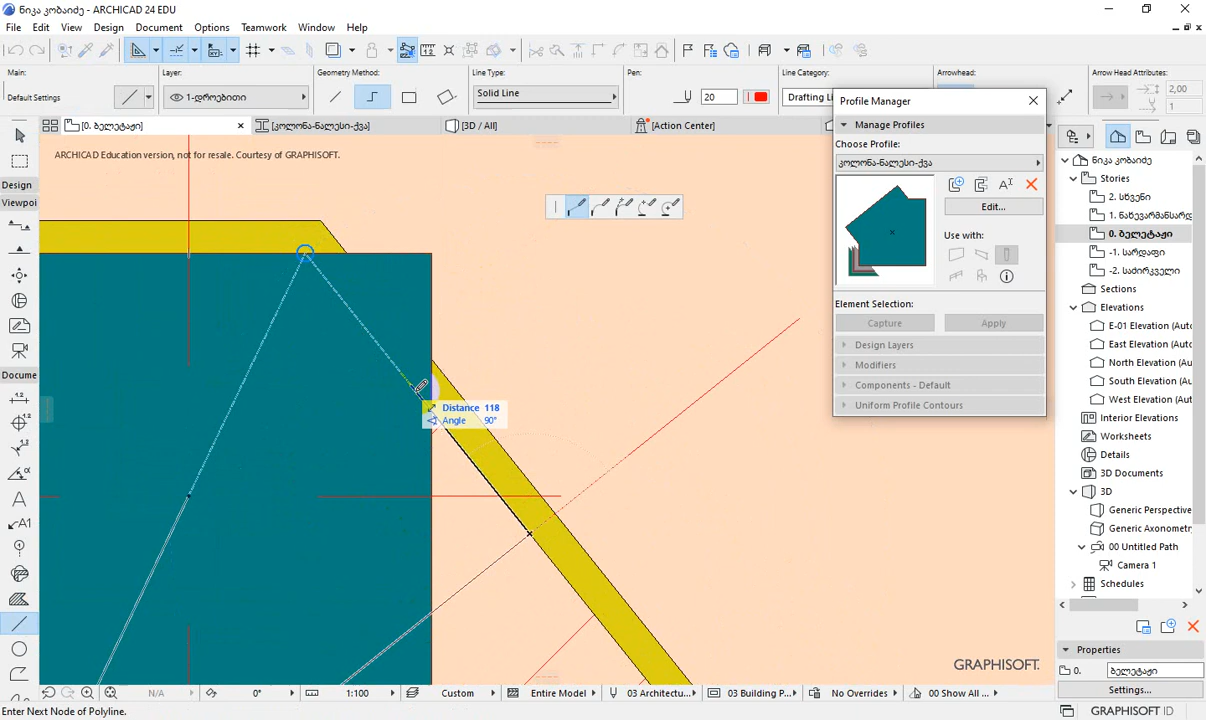 ნიკა კობაიძე - ARCHICAD 24 EDU
File Edit View Design Document Options Teamwork Window Help
Main:
Default Settings
Layer:
1-დროებითი
Geometry Method:
Line Type:
Solid Line
Pen:
20
Line Category:
Drafting Li
Arrowhead:
Arrow Head Attributes:
2,00
1
Profile Manager
Manage Profiles
Choose Profile:
კოლონა-ნალესი-ქვა
Edit...
Use with:
Element Selection:
Capture
Apply
Design Layers
Modifiers
Components - Default
Uniform Profile Contours
[0. ბელეტაჟი]
[კოლონა-ნალესი-ქვა]
[3D / All]
[Action Center]
ARCHICAD Education version, not for resale. Courtesy of GRAPHISOFT.
Design
Viewpoi
Docume
A
A1
Distance 118
Angle 90°
ნიკა კობაიძე
Stories
2. სხვენი
1. ნახევარმანსარდ
0. ბელეტაჟი
-1. სარდაფი
-2. საძირკველი
Sections
Elevations
E-01 Elevation (Auto
East Elevation (Aut
North Elevation (Au
South Elevation (Au
West Elevation (Au
Interior Elevations
Worksheets
Details
3D Documents
3D
Generic Perspective
Generic Axonometr
00 Untitled Path
Camera 1
Schedules
Properties
0.
ბელეტაჟი
Settings...
GRAPHISOFT.
N/A
0°
1:100
Custom
Entire Model
03 Architectu...
03 Building P...
No Overrides
00 Show All ...
Enter Next Node of Polyline.
GRAPHISOFT ID